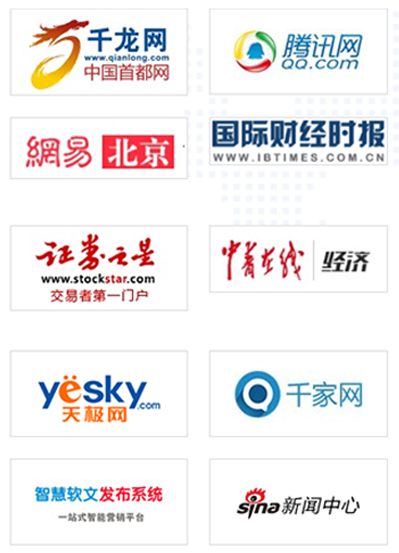 千龙网
www.qianlong.com
中国首都网
腾讯网
QQ.com
網易 北京
国际财经时报
WWW.IBTIMES.COM.CN
证券之星
www.stockstar.com
交易者第一门户
中青在线 经济
yesky.com
天极网
千家网
智慧软文发布系统
一站式智能营销平台
sina 新闻中心